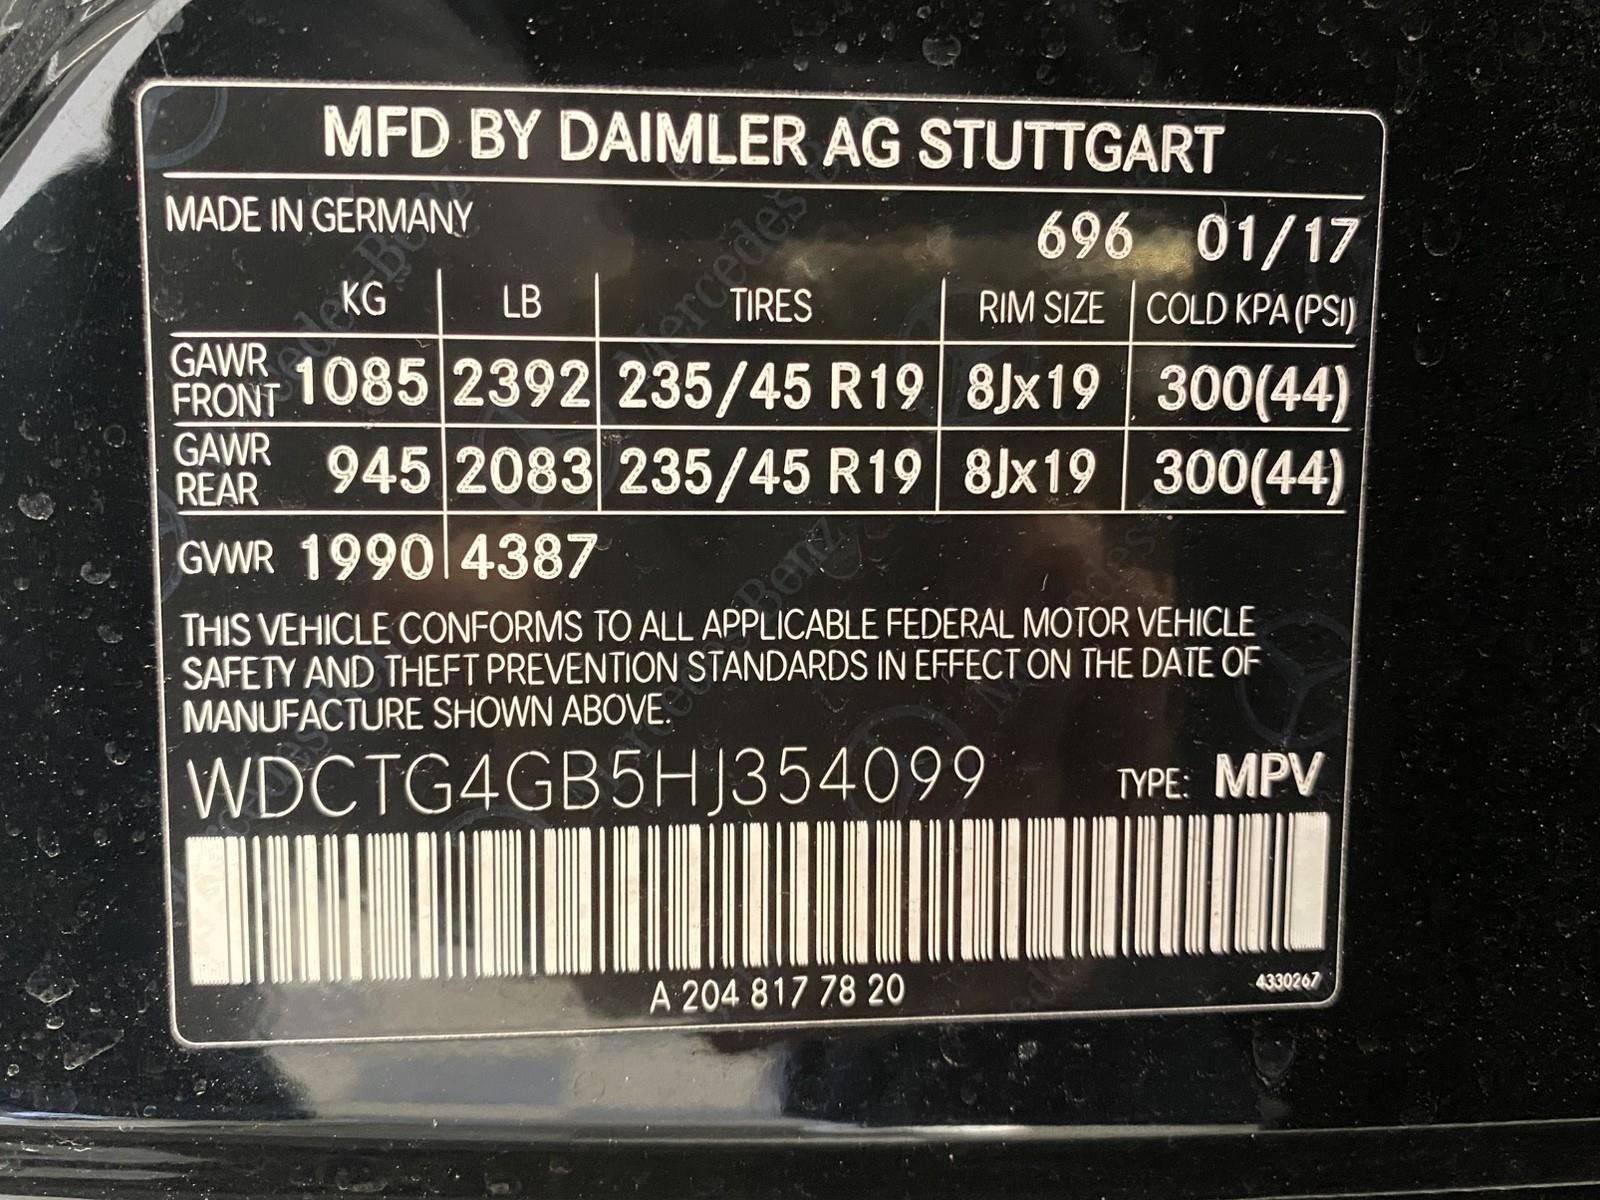 MFD BY DAIMLER AG STUTTGART
MADE IN GERMANY 696 01/17
KG LB TIRES RIM SIZE COLD KPA (PSI)
GAWR FRONT 1085 2392 235/45 R19 8Jx19 300(44)
GAWR REAR 945 2083 235/45 R19 8Jx19 300(44)
GVWR 1990 4387
THIS VEHICLE CONFORMS TO ALL APPLICABLE FEDERAL MOTOR VEHICLE
SAFETY AND THEFT PREVENTION STANDARDS IN EFFECT ON THE DATE OF
MANUFACTURE SHOWN ABOVE.
WDCTG4GB5HJ354099 TYPE: MPV
A 204 817 78 20 4330267